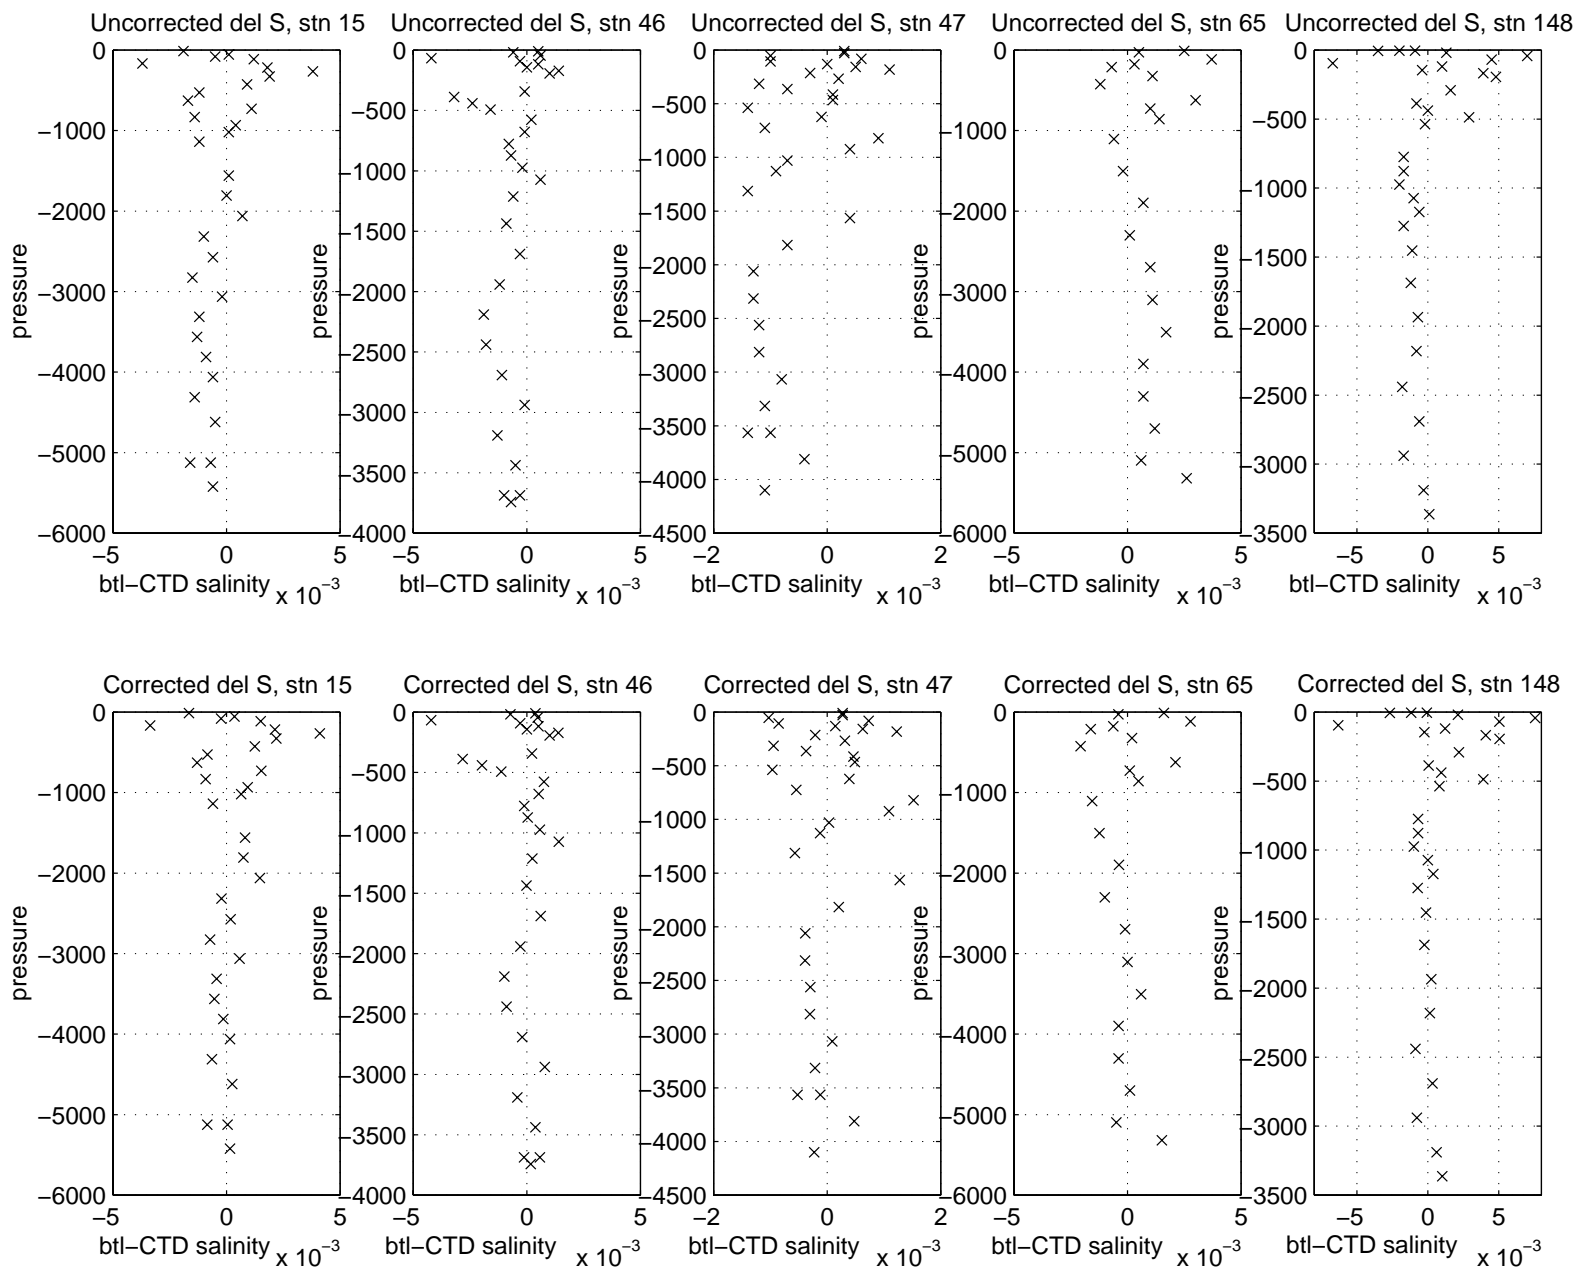 Uncorrected del S, stn 15
0
−1000
−2000
−3000
−4000
−5000
−6000
−5
0
5
pressure
btl−CTD salinity
x 10−3
Uncorrected del S, stn 46
0
−500
−1000
−1500
−2000
−2500
−3000
−3500
−4000
−5
0
5
pressure
btl−CTD salinity
x 10−3
Uncorrected del S, stn 47
0
−500
−1000
−1500
−2000
−2500
−3000
−3500
−4000
−4500
−2
0
2
pressure
btl−CTD salinity
x 10−3
Uncorrected del S, stn 65
0
−1000
−2000
−3000
−4000
−5000
−6000
−5
0
5
pressure
btl−CTD salinity
x 10−3
Uncorrected del S, stn 148
0
−500
−1000
−1500
−2000
−2500
−3000
−3500
−5
0
5
pressure
btl−CTD salinity
x 10−3
Corrected del S, stn 15
0
−1000
−2000
−3000
−4000
−5000
−6000
−5
0
5
pressure
btl−CTD salinity
x 10−3
Corrected del S, stn 46
0
−500
−1000
−1500
−2000
−2500
−3000
−3500
−4000
−5
0
5
pressure
btl−CTD salinity
x 10−3
Corrected del S, stn 47
0
−500
−1000
−1500
−2000
−2500
−3000
−3500
−4000
−4500
−2
0
2
pressure
btl−CTD salinity
x 10−3
Corrected del S, stn 65
0
−1000
−2000
−3000
−4000
−5000
−6000
−5
0
5
pressure
btl−CTD salinity
x 10−3
Corrected del S, stn 148
0
−500
−1000
−1500
−2000
−2500
−3000
−3500
−5
0
5
pressure
btl−CTD salinity
x 10−3